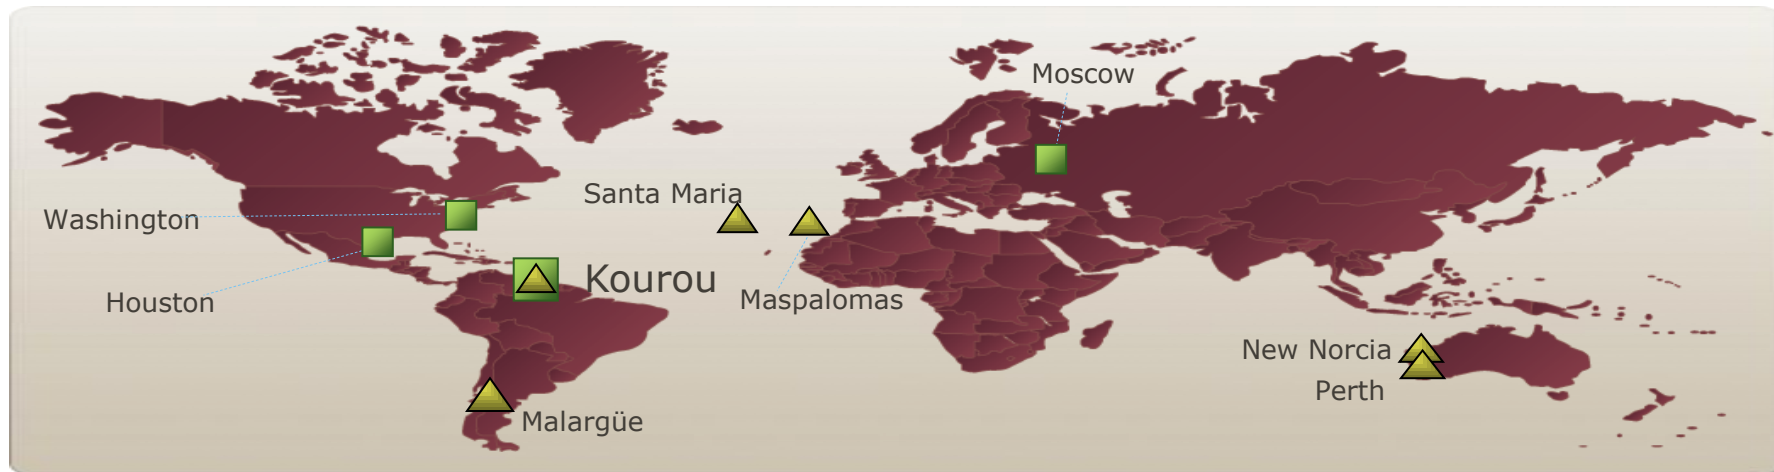 Moscow
Santa Maria
Washington
Kourou
Houston
Maspalomas
New Norcia
Perth
Malargüe